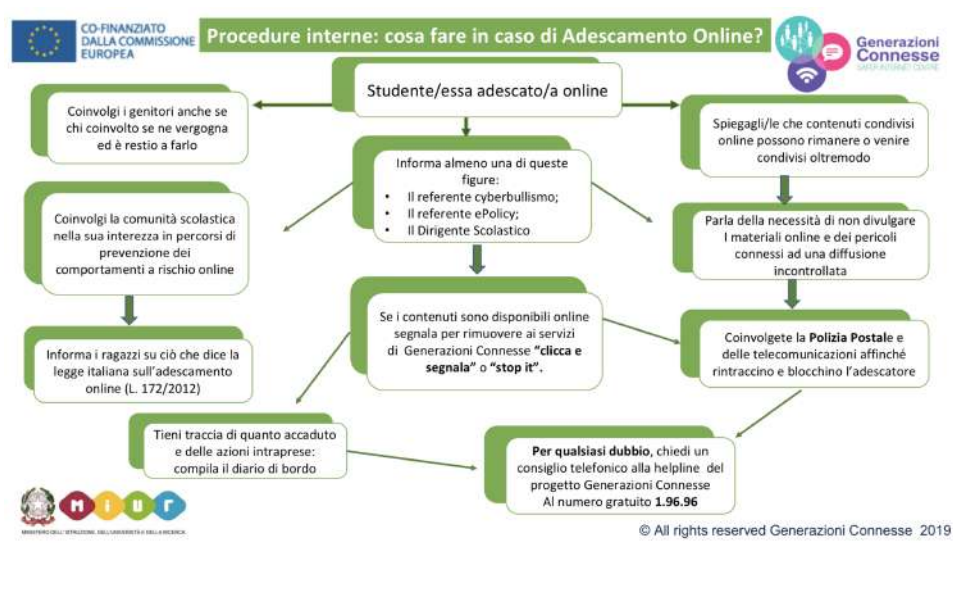 CO-FINANZIATO
DALLA COMMISSIONE
EUROPEA
Procedure interne: cosa fare in caso di Adescamento Online?
Generazioni
Connesse
SAFER INTERNET CENTRE
Studente/essa adescato/a online
Coinvolgi i genitori anche se
chi coinvolto se ne vergogna
ed è restio a farlo
Spiegagli/le che contenuti condivisi
online possono rimanere o venire
condivisi oltremodo
Informa almeno una di queste
figure:
• Il referente cyberbullismo;
• Il referente ePolicy;
• Il Dirigente Scolastico
Coinvolgi la comunità scolastica
nella sua interezza in percorsi di
prevenzione dei
comportamenti a rischio online
Parla della necessità di non divulgare
I materiali online e dei pericoli
connessi ad una diffusione
incontrollata
Se i contenuti sono disponibili online
segnala per rimuovere ai servizi
di Generazioni Connesse “clicca e
segnala” o “stop it”.
Informa i ragazzi su ciò che dice la
legge italiana sull’adescamento
online (L. 172/2012)
Coinvolgete la Polizia Postale e
delle telecomunicazioni affinché
rintraccino e blocchino l’adescatore
Tieni traccia di quanto accaduto
e delle azioni intraprese:
compila il diario di bordo
Per qualsiasi dubbio, chiedi un
consiglio telefonico alla helpline del
progetto Generazioni Connesse
Al numero gratuito 1.96.96
miur
MINISTERO DELL'ISTRUZIONE, DELL'UNIVERSITÀ E DELLA RICERCA
© All rights reserved Generazioni Connesse 2019